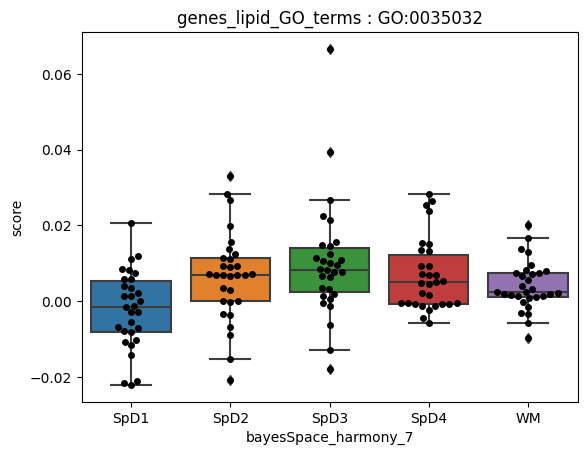 genes_lipid_GO_terms : GO:0035032
0.06
0.04
0.02
0.00
−0.02
score
SpD1 SpD2 SpD3 SpD4 WM
bayesSpace_harmony_7